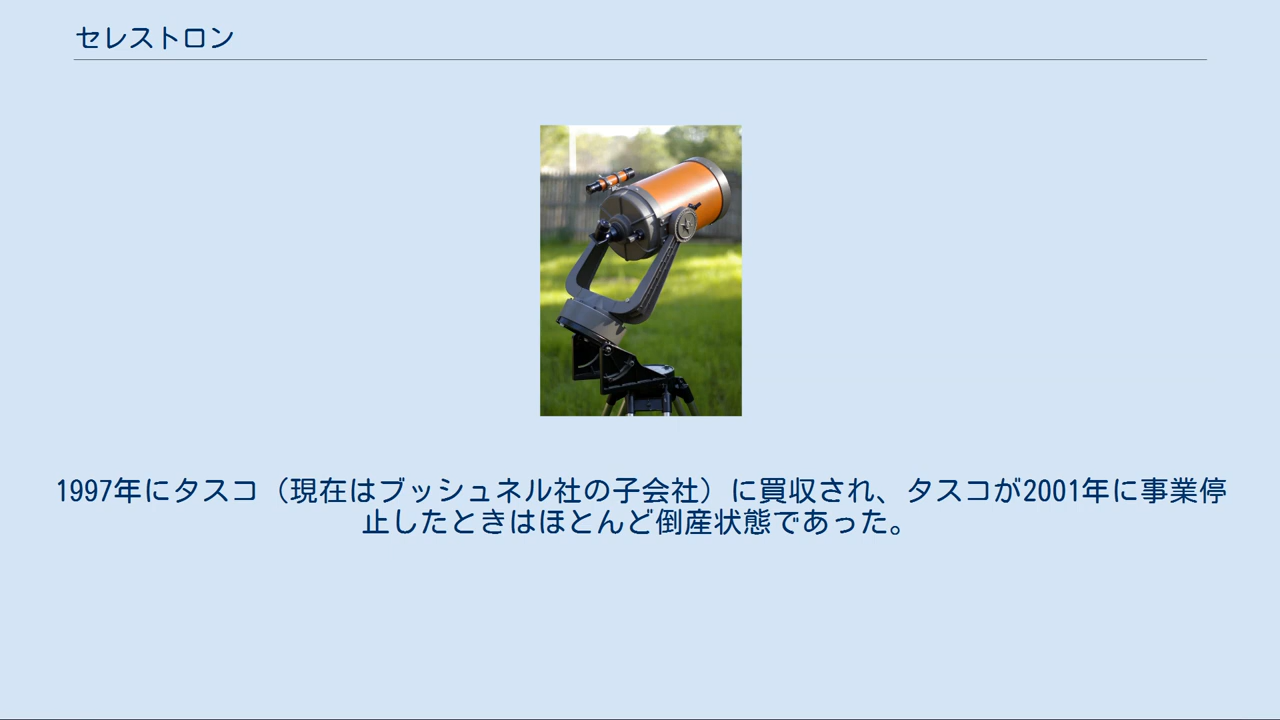 セレストロン
1997年にタスコ（現在はブッシュネル社の子会社）に買収され、タスコが2001年に事業停
止したときはほとんど倒産状態であった。